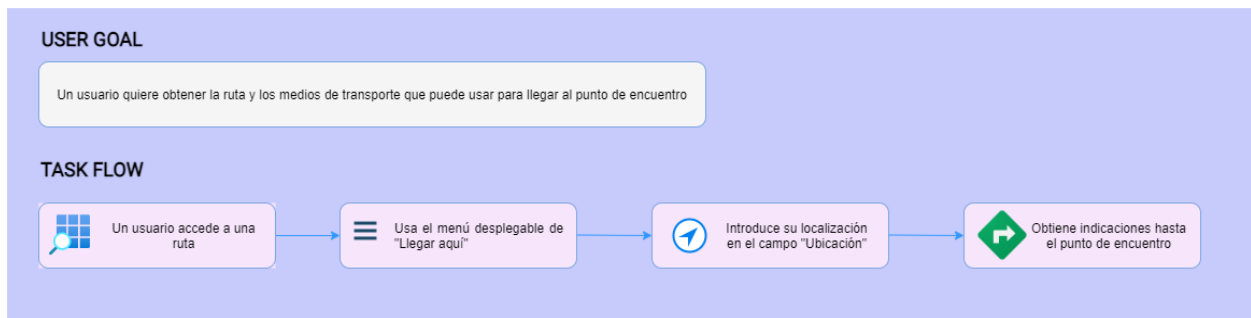 USER GOAL
Un usuario quiere obtener la ruta y los medios de transporte que puede usar para llegar al punto de encuentro
TASK FLOW
Un usuario accede a una
ruta
Usa el menú desplegable de
"Llegar aquí"
Introduce su localización
en el campo "Ubicación"
Obtiene indicaciones hasta
el punto de encuentro